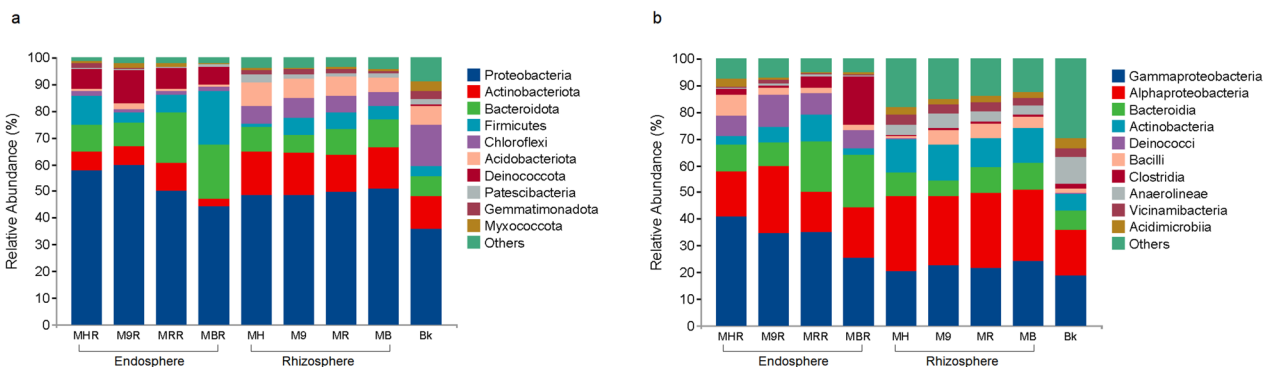 a
Relative Abundance (%)
100
90
80
70
60
50
40
30
20
10
0
MHR M9R MRR MBR MH M9 MR MB Bk
Endosphere Rhizosphere
Proteobacteria
Actinobacteriota
Bacteroidota
Firmicutes
Chloroflexi
Acidobacteriota
Deinococcota
Patescibacteria
Gemmatimonadota
Myxococcota
Others
b
Relative Abundance (%)
100
90
80
70
60
50
40
30
20
10
0
MHR M9R MRR MBR MH M9 MR MB Bk
Endosphere Rhizosphere
Gammaproteobacteria
Alphaproteobacteria
Bacteroidia
Actinobacteria
Deinococci
Bacilli
Clostridia
Anaerolineae
Vicinamibacteria
Acidimicrobiia
Others